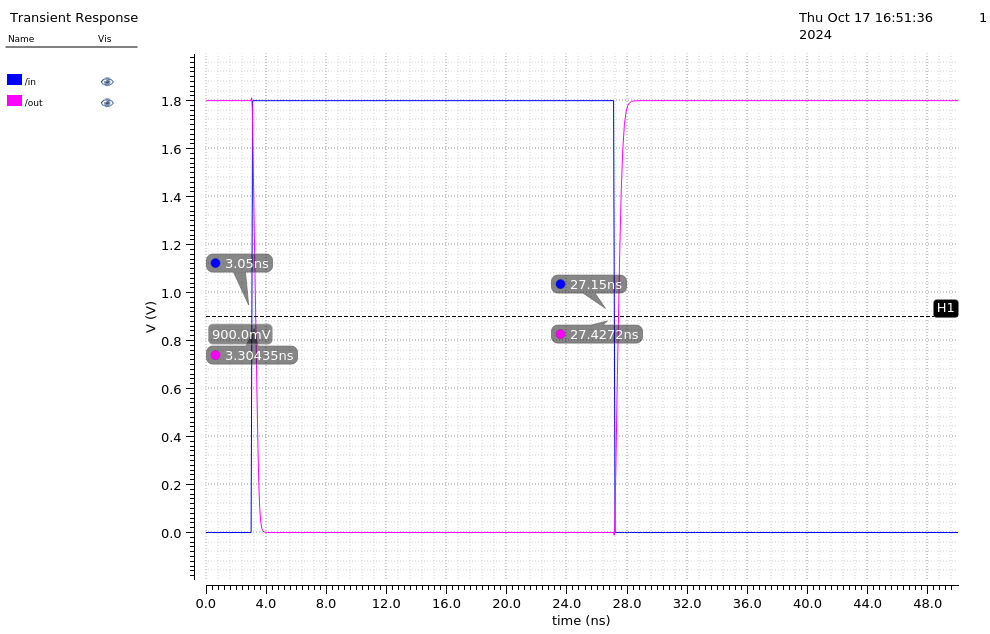 Transient Response
Thu Oct 17 16:51:36 2024
1
Name Vis
/in
/out
V (V)
1.8
1.6
1.4
1.2
1.0
0.8
0.6
0.4
0.2
0.0
3.05ns
900.0mV
3.30435ns
27.15ns
27.4272ns
H1
0.0 4.0 8.0 12.0 16.0 20.0 24.0 28.0 32.0 36.0 40.0 44.0 48.0
time (ns)